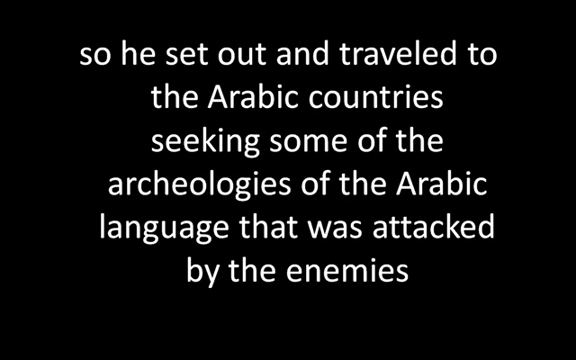 so he set out and traveled to
the Arabic countries
seeking some of the
archeologies of the Arabic
language that was attacked
by the enemies